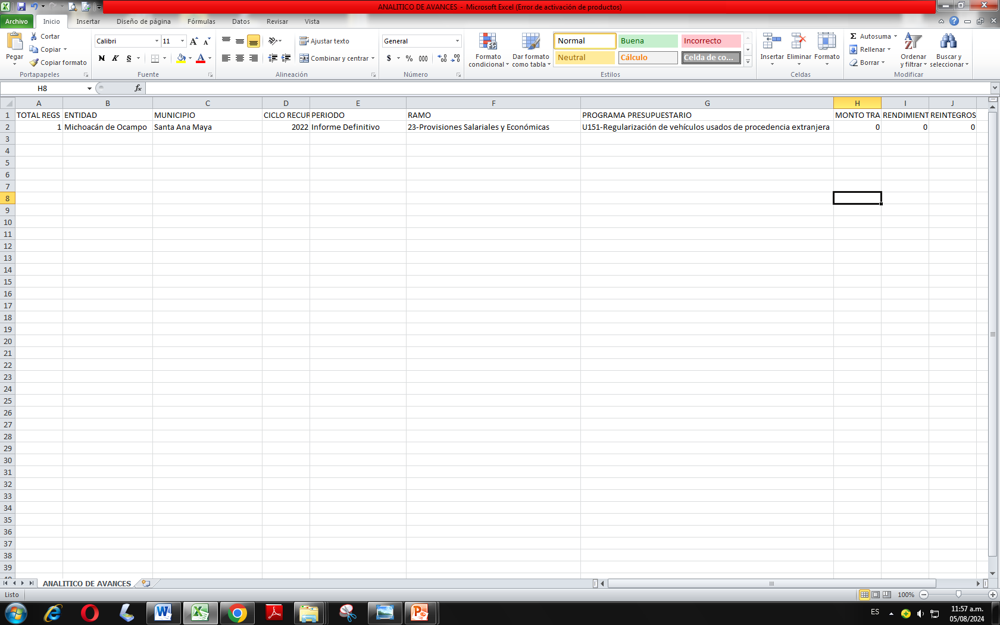 ANALITICO DE AVANCES - Microsoft Excel (Error de activación de productos)
Archivo Inicio Insertar Diseño de página Fórmulas Datos Revisar Vista
Pegar
Cortar
Copiar
Copiar formato
Portapapeles
Calibri 11
N K S
Fuente
Ajustar texto
Combinar y centrar
Alineación
General
$ % 000
Número
Formato condicional
Dar formato como tabla
Normal Buena Incorrecto
Neutral Cálculo Celda de co...
Estilos
Insertar Eliminar Formato
Celdas
Σ Autosuma
Rellenar
Borrar
Ordenar y filtrar
Buscar y seleccionar
Modificar
H8 fx
A B C D E F G H I J
1 TOTAL REGS ENTIDAD MUNICIPIO CICLO RECUR PERIODO RAMO PROGRAMA PRESUPUESTARIO MONTO TRA RENDIMIENT REINTEGROS
2 1 Michoacán de Ocampo Santa Ana Maya 2022 Informe Definitivo 23-Provisiones Salariales y Económicas U151-Regularización de vehículos usados de procedencia extranjera 0 0 0
3
4
5
6
7
8
9
10
11
12
13
14
15
16
17
18
19
20
21
22
23
24
25
26
27
28
29
30
31
32
33
34
35
36
37
38
39
ANALITICO DE AVANCES
Listo 100%
ES 11:57 a.m.
05/08/2024